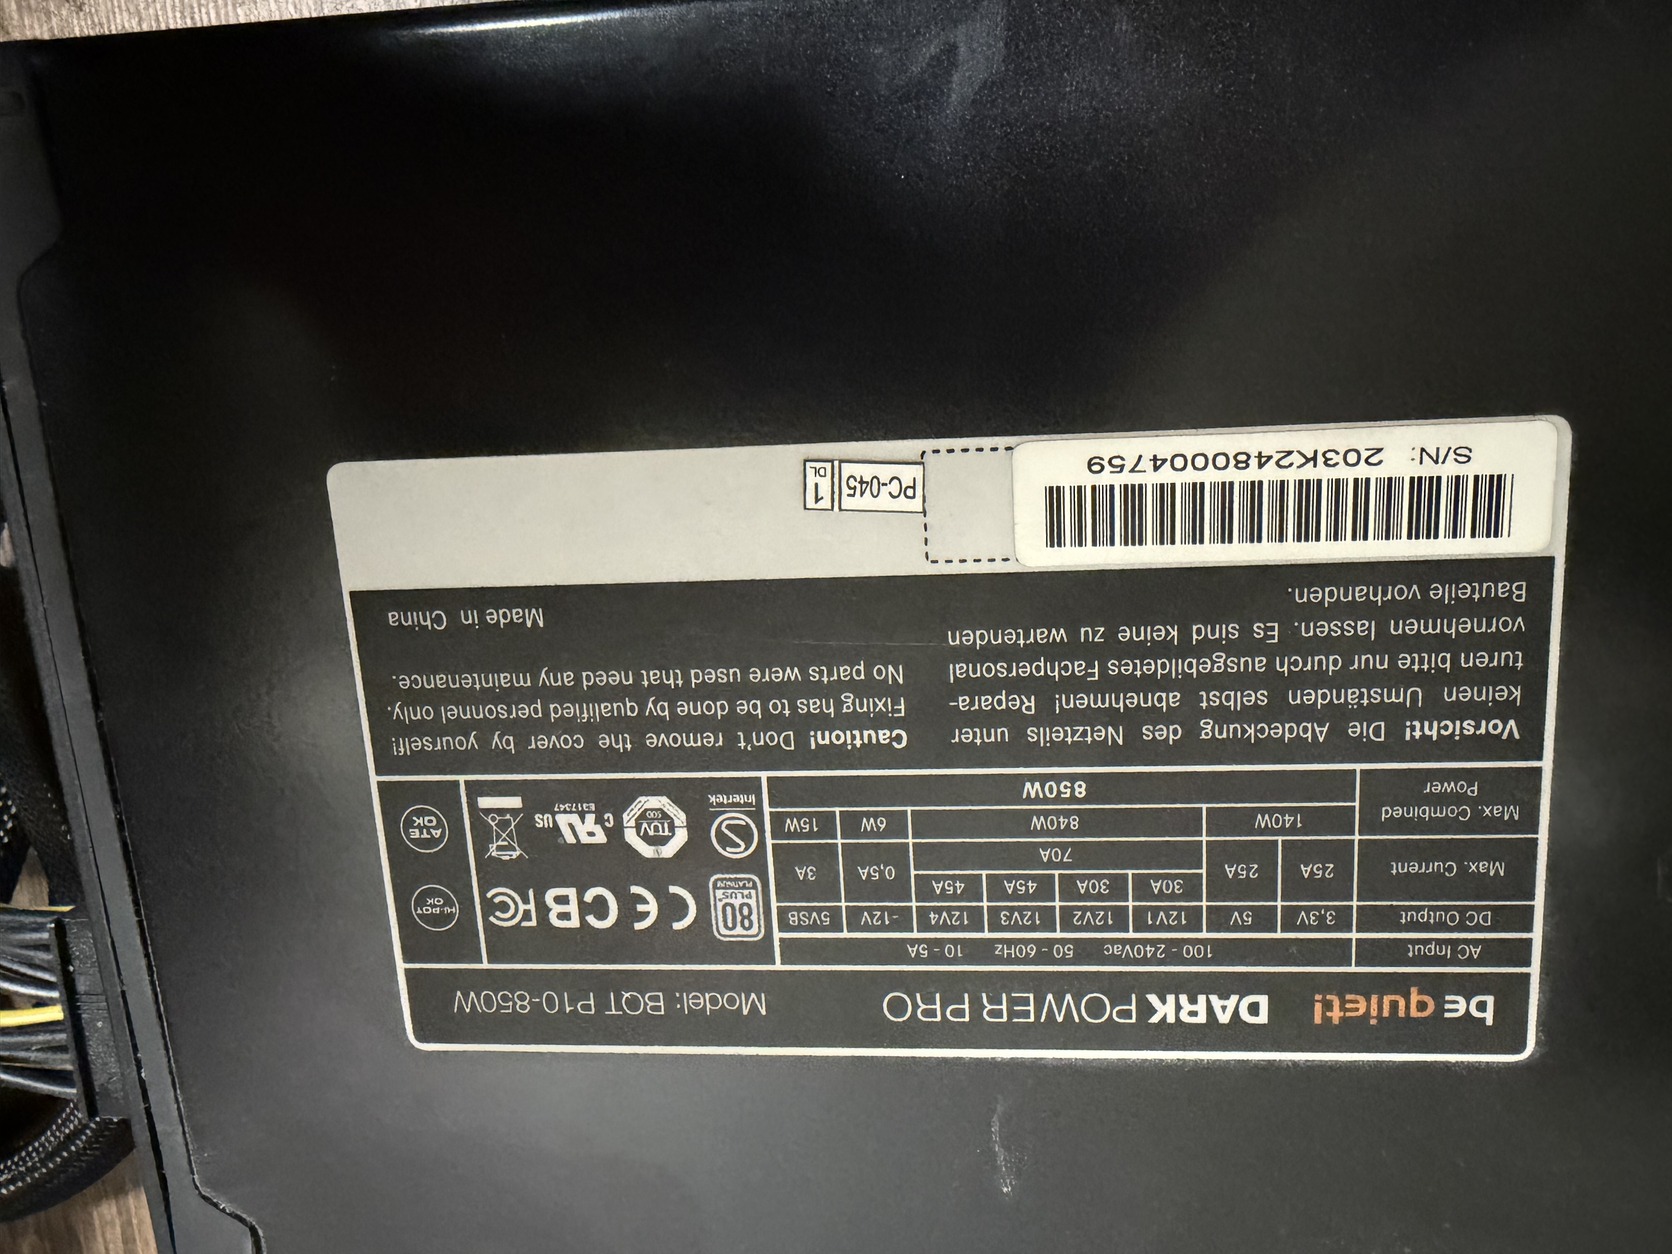 be quiet! DARK POWER PRO Model: BQT P10-850W
AC Input 100 - 240Vac 50 - 60Hz 10 - 5A
DC Output 3,3V 5V 12V1 12V2 12V3 12V4 -12V 5VSB
Max. Current 25A 25A 30A 30A 45A 45A 0,5A 3A
70A
Max. Combined Power 140W 840W 6W 15W
850W
80 PLUS PLATINUM
CE CB FC
HI-POT OK
S Intertek
TÜV
c RU US
E317347
ATE OK
Vorsicht! Die Abdeckung des Netzteils unter
keinen Umständen selbst abnehmen! Repara-
turen bitte nur durch ausgebildetes Fachpersonal
vornehmen lassen. Es sind keine zu wartenden
Bauteile vorhanden.
Caution! Don't remove the cover by yourself!
Fixing has to be done by qualified personnel only.
No parts were used that need any maintenance.
Made in China
S/N: 203K2480004759
PC-045
1
DL